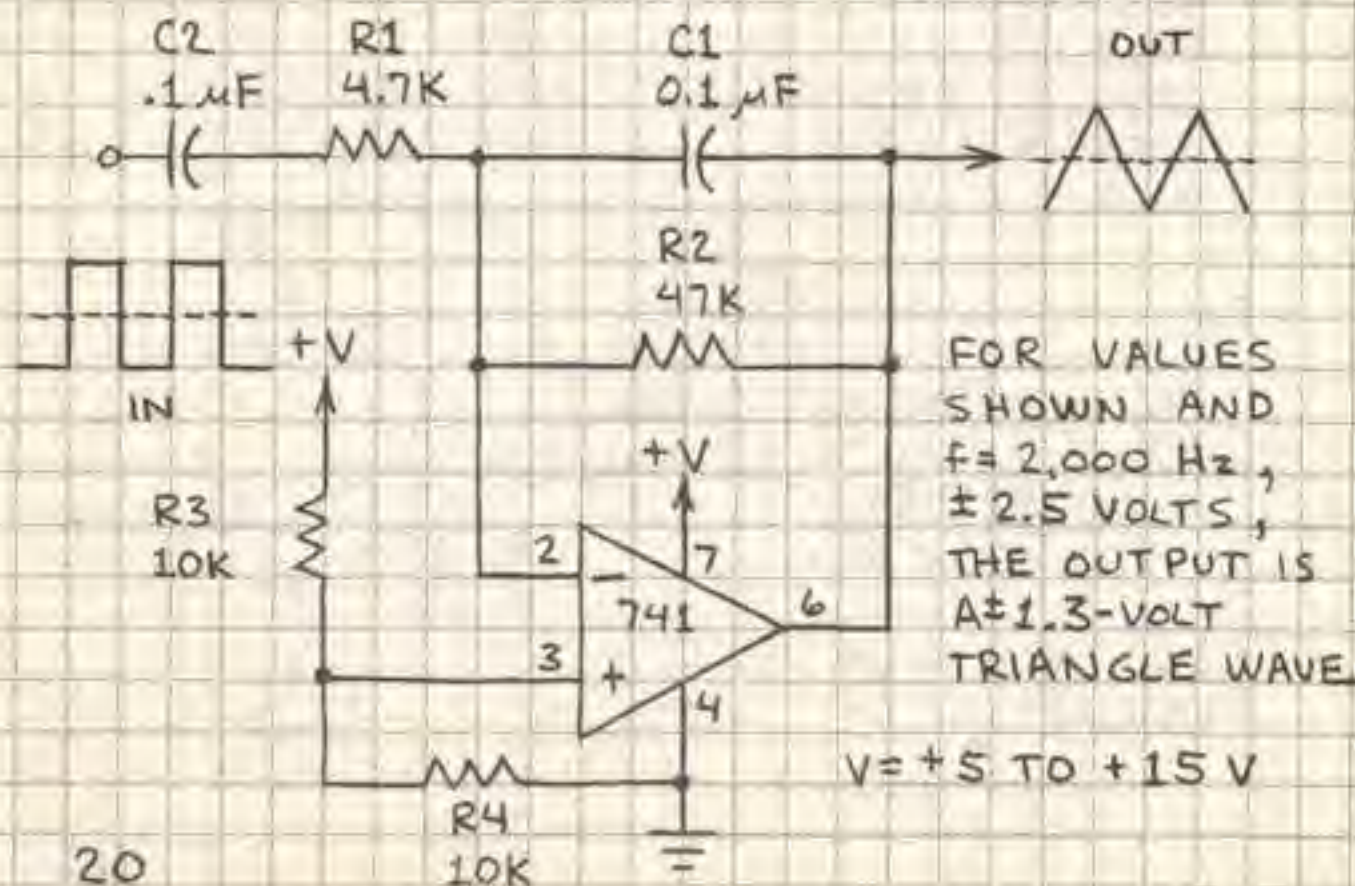 C2
.1 µF
R1
4.7K
C1
0.1 µF
OUT
IN
+V
R2
47K
R3
10K
+V
2
-
7
741
6
3
+
4
R4
10K
FOR VALUES
SHOWN AND
f= 2,000 Hz,
± 2.5 VOLTS,
THE OUTPUT IS
A±1.3-VOLT
TRIANGLE WAVE
V= +5 TO +15 V
20